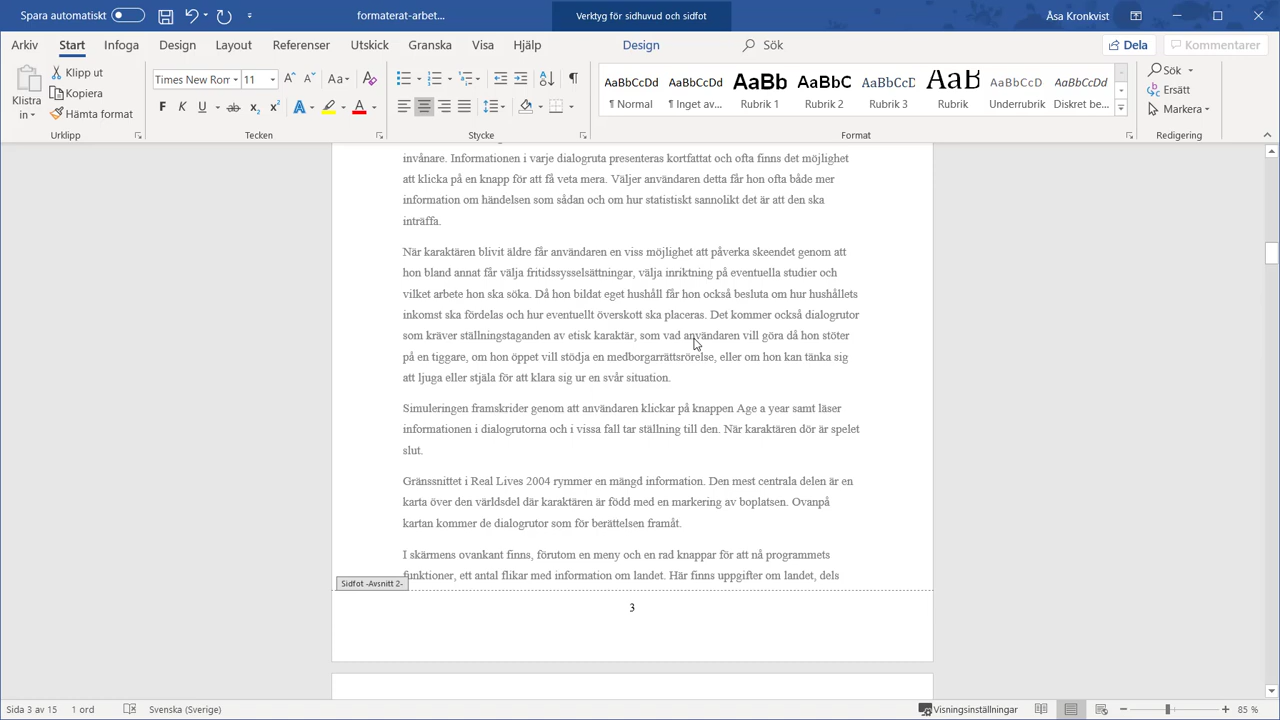 Spara automatiskt
formaterat-arbet...
Verktyg för sidhuvud och sidfot
Åsa Kronkvist
Arkiv Start Infoga Design Layout Referenser Utskick Granska Visa Hjälp Design Sök
Dela Kommentarer
Klistra
Klipp ut
Kopiera
Hämta format
Urklipp
Times New Rom 11
Tecken
Stycke
AaBbCcDd AaBbCcDd AaBb AaBbC AaBbCcD AaB AaBbCcD AaBbCcDd
¶ Normal ¶ Inget av... Rubrik 1 Rubrik Underrubrik Diskret be...
Format
Sök
Ersätt
Markera
Redigering
invånare. Informationen i varje dialogruta presenteras kortfattat och ofta finns det möjlighet
att klicka på en knapp för att få veta mera. Väljer användaren detta får hon ofta både mer
information om händelsen som sådan och om hur statistiskt sannolikt det är att den ska
inträffa.
När karaktären blivit äldre får användaren en viss möjlighet att påverka skeendet genom att
hon bland annat får välja fritidssysselsättningar, välja inriktning på eventuella studier och
vilket arbete hon ska söka. Då hon bildat eget hushåll får hon också besluta om hur hushållets
inkomst ska fördelas och hur eventuellt överskott ska placeras. Det kommer också dialogrutor
som kräver ställningstaganden av etisk karaktär, som vad användaren vill göra då hon stöter
på en tiggare, om hon öppet vill stödja en medborgarrättsrörelse, eller om hon kan tänka sig
att ljuga eller stjäla för att klara sig ur en svår situation.
Simuleringen framskrider genom att användaren klickar på knappen Age a year samt läser
informationen i dialogrutorna och i vissa fall tar ställning till den. När karaktären dör är spelet
slut.
Gränssnittet i Real Lives 2004 rymmer en mängd information. Den mest centrala delen är en
karta över den världsdel där karaktären är född med en markering av boplatsen. Ovanpå
kartan kommer de dialogrutor som för berättelsen framåt.
I skärmens ovankant finns, förutom en meny och en rad knappar för att nå programmets
funktioner, ett antal flikar med information om landet. Här finns uppgifter om landet, dels
Sidfot -Avsnitt 2-
3
Sida 3 av 15 1 ord Svenska (Sverige) Visningsinställningar 85 %